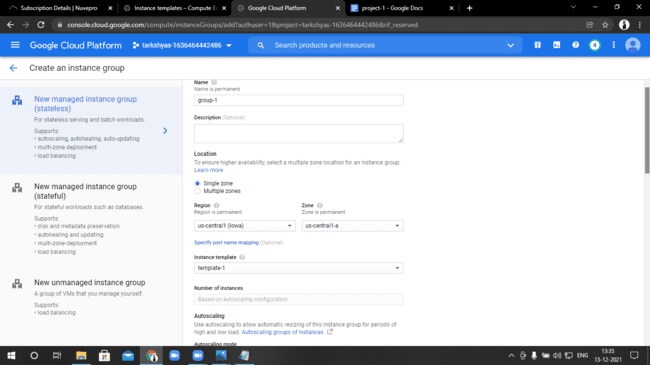 Subscription Details | Nuvepro
Instance templates – Compute E
Google Cloud Platform
project-1 - Google Docs
console.cloud.google.com/compute/instanceGroups/add?authuser=1&project=tarkshyas-1636464442486&rif_reserved
Google Cloud Platform
tarkshyas-1636464442486
Search products and resources
4
Create an instance group
New managed instance group
(stateless)
For stateless serving and batch workloads.
Supports:
• autoscaling, autohealing, auto-updating
• multi-zone deployment
• load balancing
New managed instance group
(stateful)
For stateful workloads such as databases.
Supports:
• disk and metadata preservation
• autohealing and updating
• multi-zone-deployment
• load balancing
New unmanaged instance group
A group of VMs that you manage yourself.
Supports:
• load balancing
Name
Name is permanent
group-1
Description (Optional)
Location
To ensure higher availability, select a multiple zone location for an instance group.
Learn more
Single zone
Multiple zones
Region
Region is permanent
us-central1 (Iowa)
Zone
Zone is permanent
us-central1-a
Specify port name mapping (Optional)
Instance template
template-1
Number of instances
Based on autoscaling configuration
Autoscaling
Use autoscaling to allow automatic resizing of this instance group for periods of
high and low load. Autoscaling groups of instances
Autoscaling mode
ENG
13:35
13-12-2021